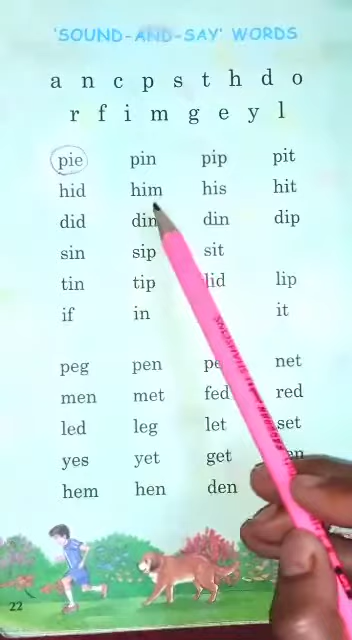 'SOUND-AND-SAY' WORDS
a n c p s t h d o
r f i m g e y l
pie pin pip pit
hid him his hit
did din dip
sin sip sit
tin tip lid lip
if in it
peg pen net
men met fed red
led leg let set
yes yet get
hem hen den
22